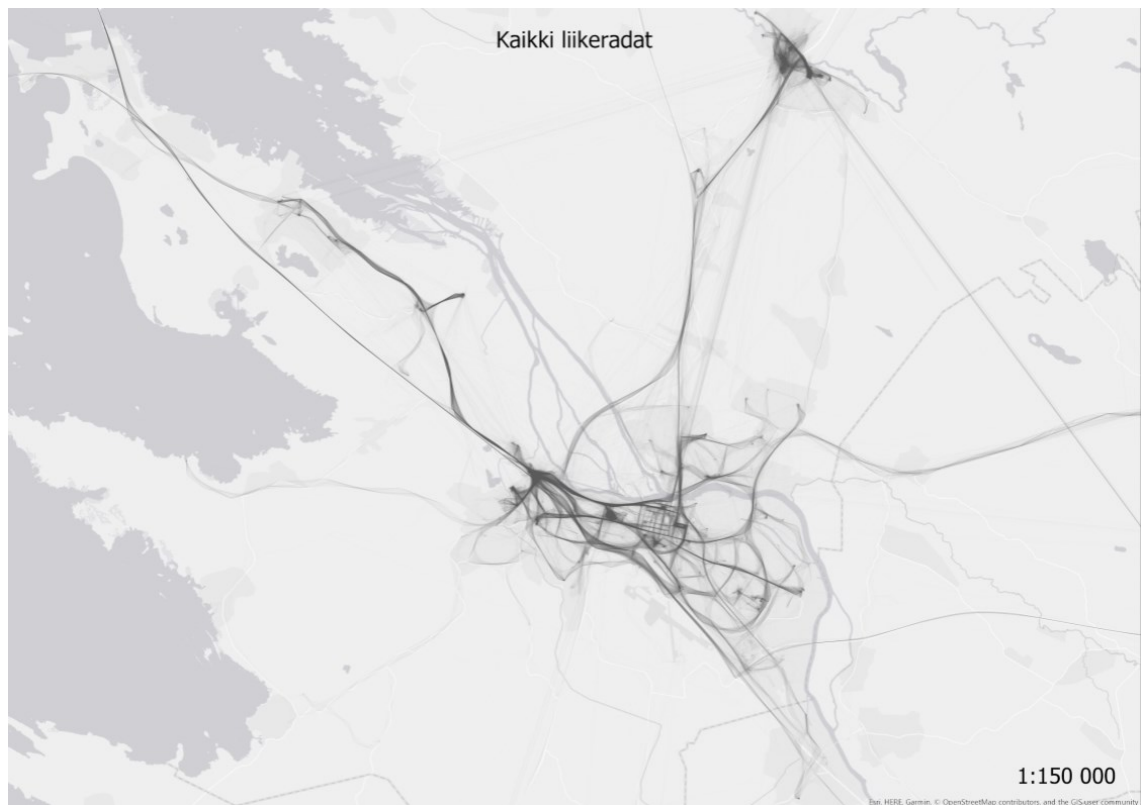 Kaikki liikeradat
1:150 000
Esri, HERE, Garmin, © OpenStreetMap contributors, and the GIS user community